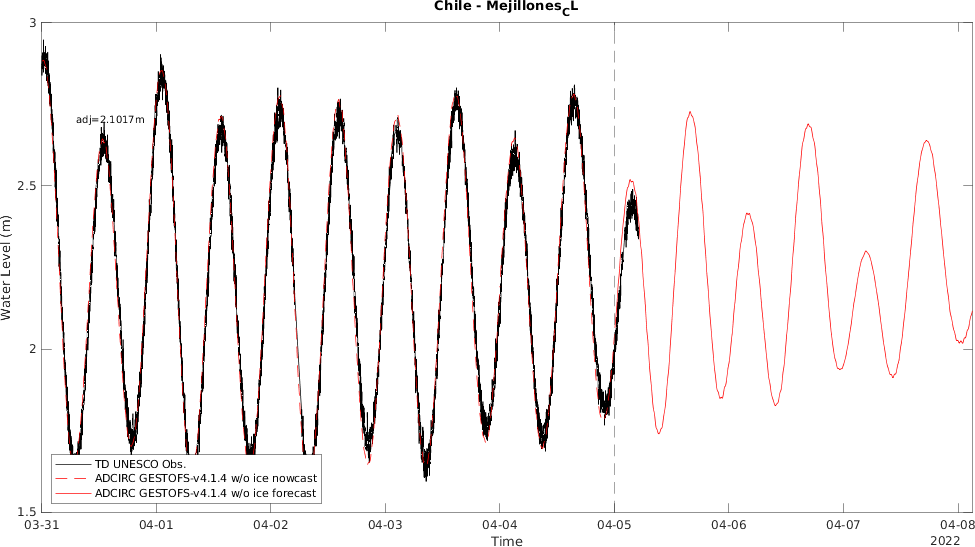 Chile - Mejillones_CL
3
adj=2.1017m
2.5
Water Level (m)
2
TD UNESCO Obs.
ADCIRC GESTOFS-v4.1.4 w/o ice nowcast
ADCIRC GESTOFS-v4.1.4 w/o ice forecast
1.5
03-31 04-01 04-02 04-03 04-04 04-05 04-06 04-07 04-08
Time
2022